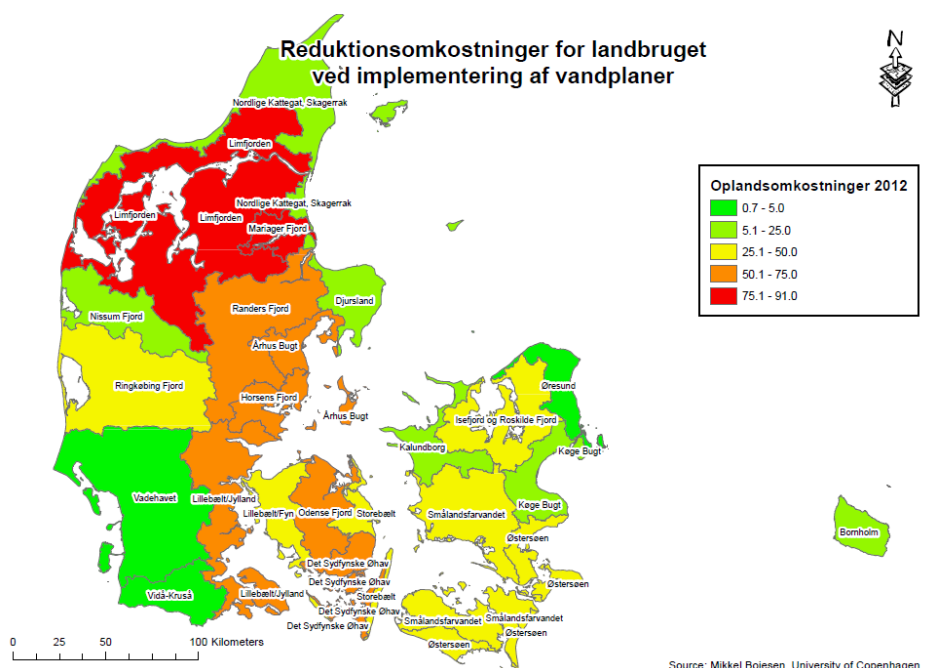 Reduktionsomkostninger for landbruget
ved implementering af vandplaner
N
Nordlige Kattegat, Skagerrak
Limfjorden
Oplandsomkostninger 2012
0.7 - 5.0
5.1 - 25.0
25.1 - 50.0
50.1 - 75.0
75.1 - 91.0
Nordlige Kattegat, Skagerrak
Limfjorden
Limfjorden
Mariager Fjord
Djursland
Randers Fjord
Nissum Fjord
Århus Bugt
Ringkøbing Fjord
Øresund
Horsens Fjord
Århus Bugt
Isefjord og Roskilde Fjord
Kalundborg
Køge Bugt
Vadehavet
Lillebælt/Jylland
Lillebælt/Fyn
Odense Fjord
Storebælt
Smålandsfarvandet
Køge Bugt
Østersøen
Bornholm
Det Sydfynske Øhav
Det Sydfynske Øhav
Østersøen
Vidå-Kruså
Lillebælt/Jylland
Storebælt
Det Sydfynske Øhav
Det Sydfynske Øhav
Smålandsfarvandet
Smålandsfarvandet
Østersøen
Østersøen
0 25 50 100 Kilometers
Source: Mikkel Bojesen, University of Copenhagen